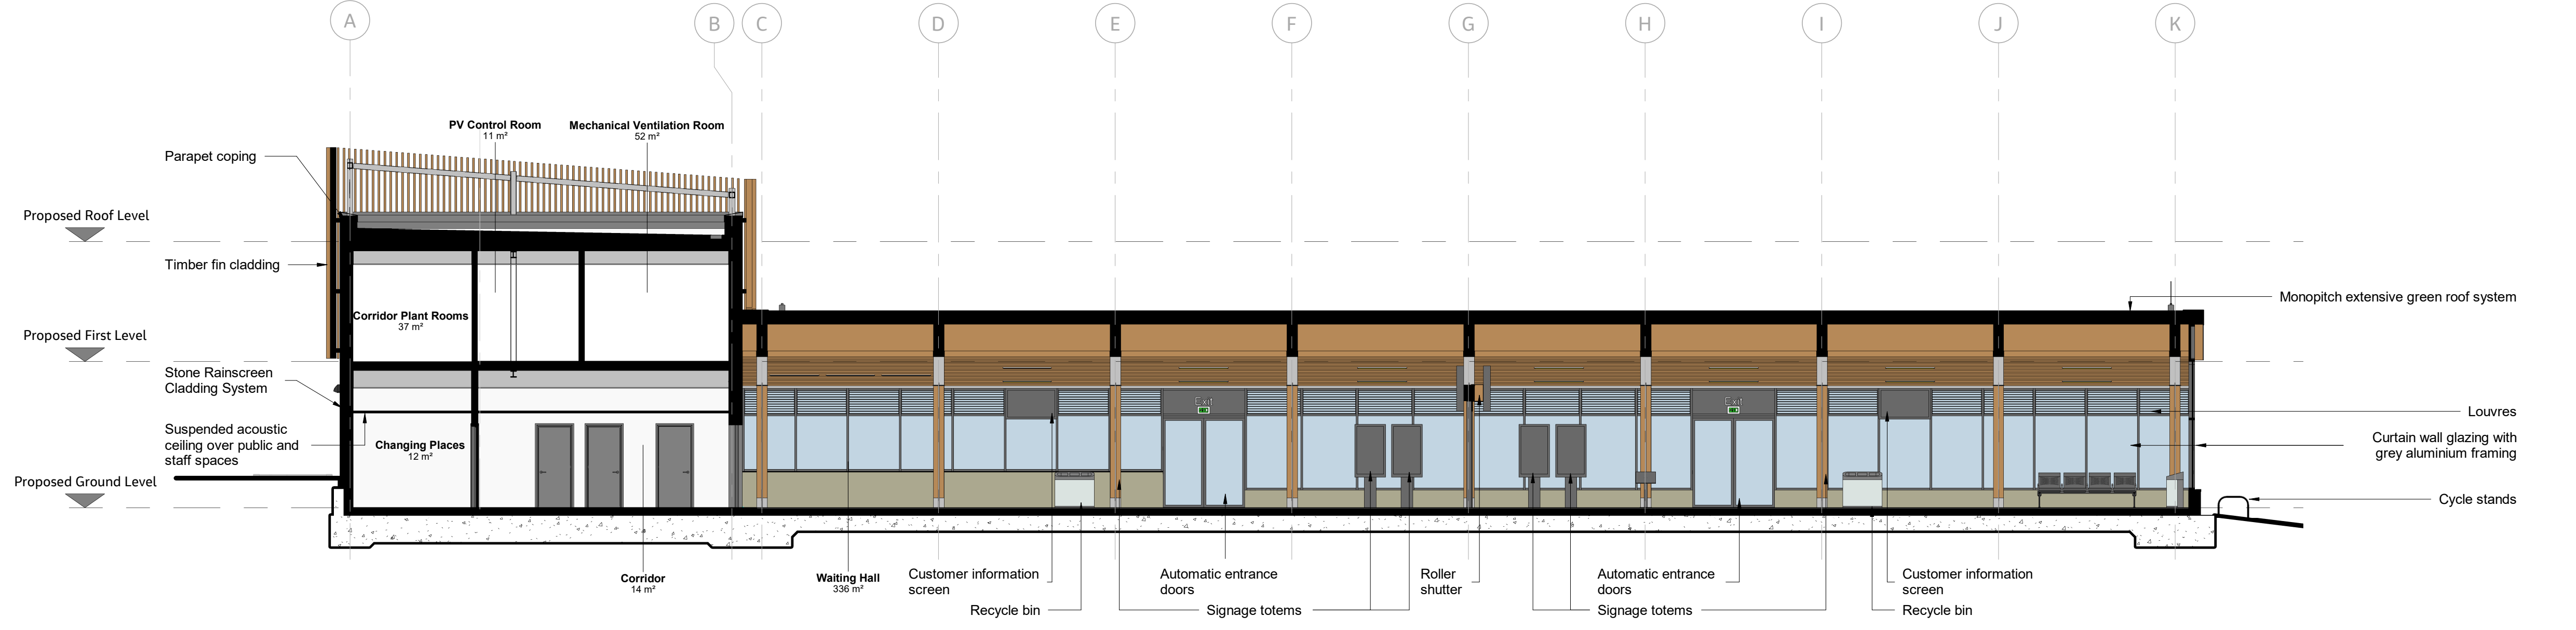 A
B
C
D
E
F
G
H
I
J
K
PV Control Room
11 m²
Mechanical Ventilation Room
52 m²
Parapet coping
Proposed Roof Level
Timber fin cladding
Monopitch extensive green roof system
Corridor Plant Rooms
37 m²
Proposed First Level
Stone Rainscreen
Cladding System
Exit
Exit
Louvres
Suspended acoustic
ceiling over public and
staff spaces
Changing Places
12 m²
Curtain wall glazing with
grey aluminium framing
Proposed Ground Level
Cycle stands
Corridor
14 m²
Waiting Hall
336 m²
Customer information
screen
Recycle bin
Automatic entrance
doors
Signage totems
Roller
shutter
Automatic entrance
doors
Signage totems
Customer information
screen
Recycle bin